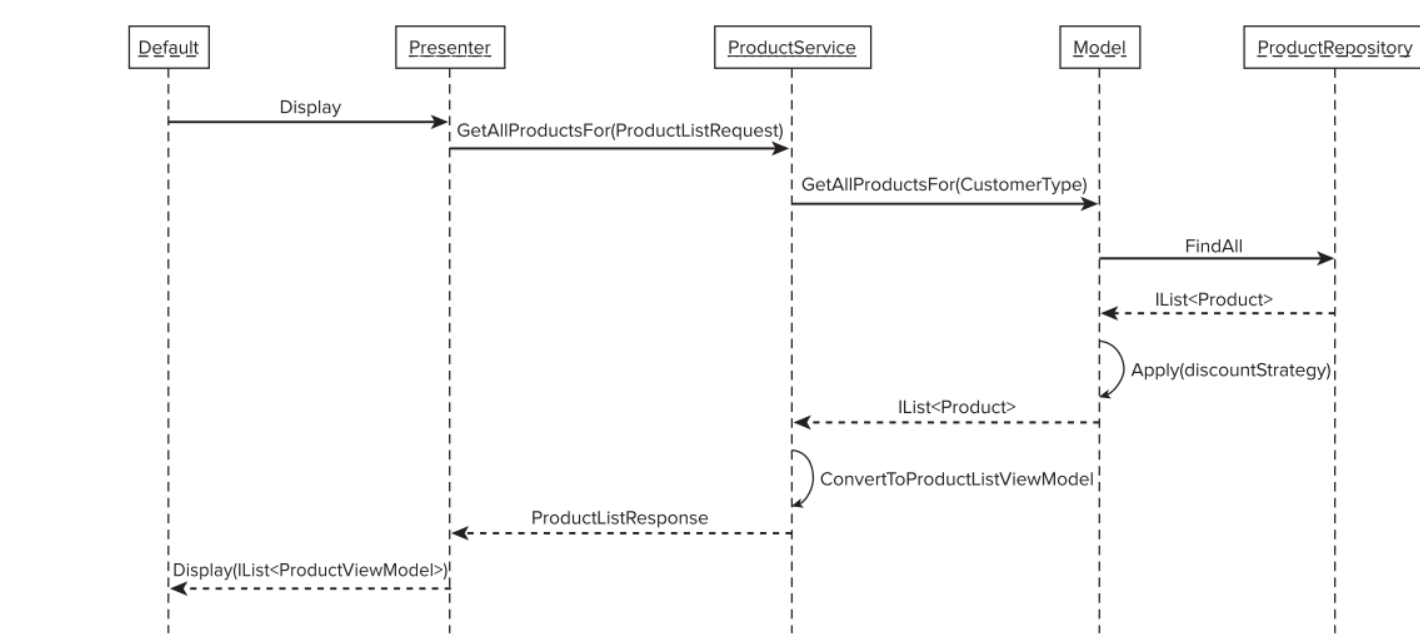 Default
Presenter
ProductService
Model
ProductRepository
Display
GetAllProductsFor(ProductListRequest)
GetAllProductsFor(CustomerType)
FindAll
IList<Product>
Apply(discountStrategy)
IList<Product>
ConvertToProductListViewModel
ProductListResponse
Display(IList<ProductViewModel>)